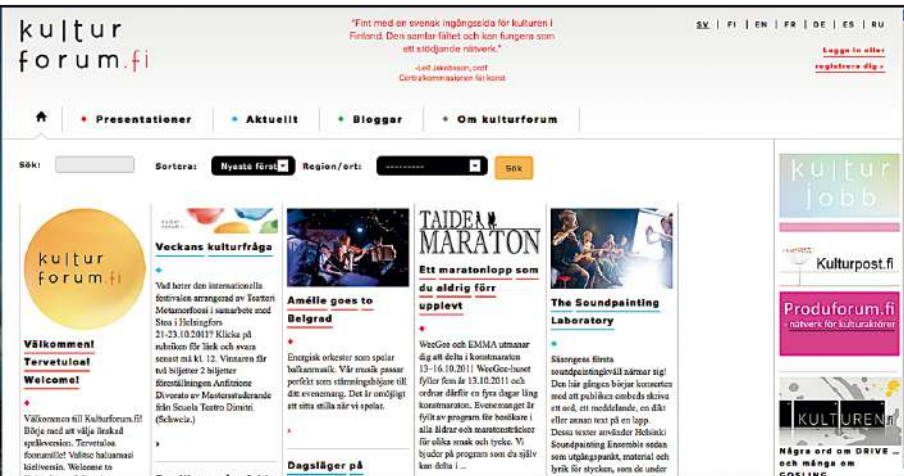 kultur
forum.fi
"Fint med en svensk ingångssida för kulturen i
Finland. Den samlar fältet och kan fungera som
ett stödjande nätverk."
-Leif Jakobsson, ordf
Centralkommissionen för konst
SV | FI | EN | FR | DE | ES | RU
Logga in eller
registrera dig »
Presentationer
Aktuellt
Bloggar
Om kulturforum
Sök:
Sortera:
Nyaste först
Region/ort:
---------
Sök
kultur
forum.fi
Välkommen!
Tervetuloa!
Welcome!
Välkommen till Kulturforum.fi!
Börja med att välja önskad
språkversion. Tervetuloa
foorumille! Valitse haluamasi
kieliversio. Welcome to
Veckans kulturfråga
Vad heter den internationella
festivalen arrangerad av Teatteri
Metamorfoosi i samarbete med
Stoa i Helsingfors
21-23.10.2011? Klicka på
rubriken för länk och svara
senast må kl. 12. Vinnaren får
två biljetter 2 biljetter
föreställningen Anfitrione
Diverato av Mastersstuderande
från Scuola Teatro Dimitri
(Schweiz.)
Amélie goes to
Belgrad
Energisk orkester som spelar
balkanmusik. Vår musik passar
perfekt som stämningshöjare till
ditt evenemang. Det är omöjligt
att sitta stilla när vi spelar.
Dagsläger på
TAIDE
MARATON
Ett maratonlopp som
du aldrig förr
upplevt
WeeGee och EMMA utmanar
dig att delta i konstmaraton
13-16.10.2011 WeeGee-huset
fyller fem år 13.10.2011 och
ordnar därför en fyra dagar lång
konstmaraton. Evenemanget är
fyllt av program för besökare i
alla åldrar och maratonsträcker
för olika smak och tycke. Vi
bjuder på program som du själv
kan delta i ...
The Soundpainting
Laboratory
Säsongens första
soundpaintingkväll närmar sig!
Den här gången börjar konserten
med att publiken ombeds skriva
ett ord, ett meddelande, en dikt
eller annan text på en lapp.
Dessa texter använder Helsinki
Soundpainting Ensemble sedan
som utgångspunkt, material och
lyrik för stycken, som de under
kultur
jobb
Kulturpost.fi
Produforum.fi
- nätverk för kulturaktörer
KULTUREN
Några ord om DRIVE ...
och många om
GOSLING